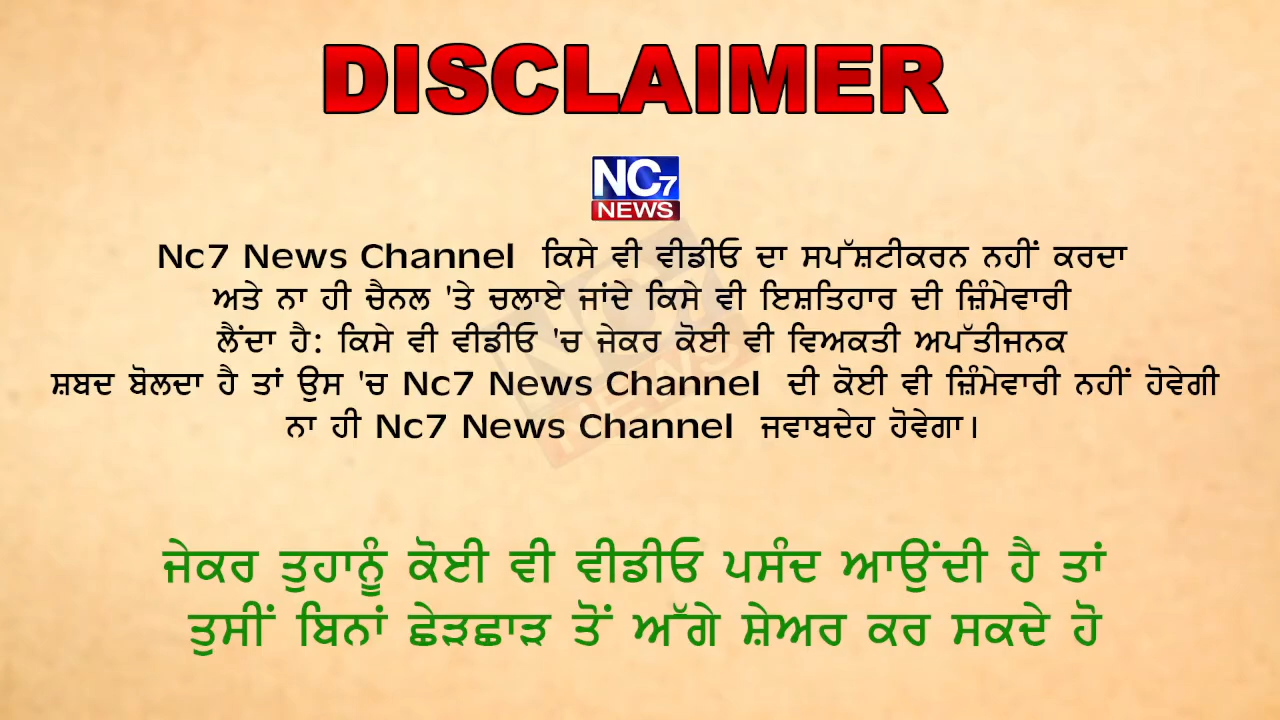 DISCLAIMER
NC7
NEWS
Nc7 News Channel ਕਿਸੇ ਵੀ ਵੀਡੀਓ ਦਾ ਸਪੱਸ਼ਟੀਕਰਨ ਨਹੀਂ ਕਰਦਾ
ਅਤੇ ਨਾ ਹੀ ਚੈਨਲ 'ਤੇ ਚਲਾਏ ਜਾਂਦੇ ਕਿਸੇ ਵੀ ਇਸ਼ਤਿਹਾਰ ਦੀ ਜ਼ਿੰਮੇਵਾਰੀ
ਲੈਂਦਾ ਹੈ: ਕਿਸੇ ਵੀ ਵੀਡੀਓ 'ਚ ਜੇਕਰ ਕੋਈ ਵੀ ਵਿਅਕਤੀ ਅਪੱਤੀਜਨਕ
ਸ਼ਬਦ ਬੋਲਦਾ ਹੈ ਤਾਂ ਉਸ 'ਚ Nc7 News Channel ਦੀ ਕੋਈ ਵੀ ਜ਼ਿੰਮੇਵਾਰੀ ਨਹੀਂ ਹੋਵੇਗੀ
ਨਾ ਹੀ Nc7 News Channel ਜਵਾਬਦੇਹ ਹੋਵੇਗਾ।
ਜੇਕਰ ਤੁਹਾਨੂੰ ਕੋਈ ਵੀ ਵੀਡੀਓ ਪਸੰਦ ਆਉਂਦੀ ਹੈ ਤਾਂ
ਤੁਸੀਂ ਬਿਨਾਂ ਛੇੜਛਾੜ ਤੋਂ ਅੱਗੇ ਸ਼ੇਅਰ ਕਰ ਸਕਦੇ ਹੋ